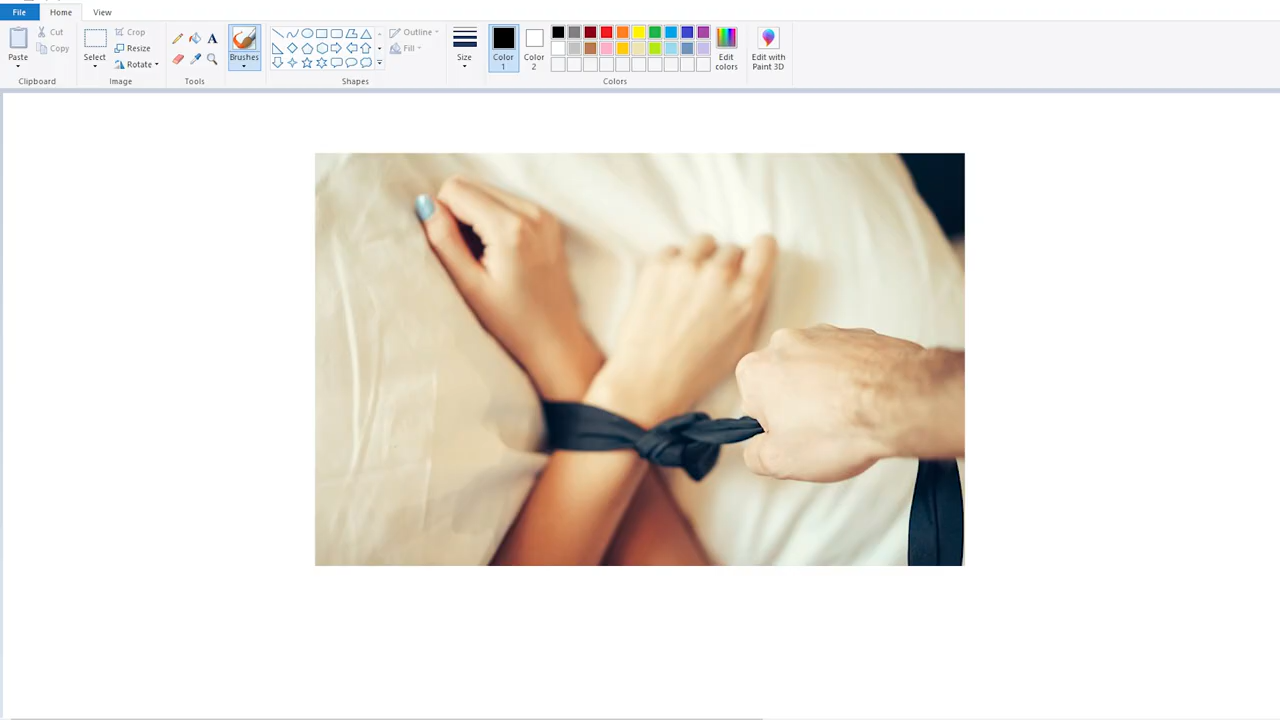 File Home View
Paste
Cut
Copy
Clipboard
Select
Crop
Resize
Rotate
Image
A
Tools
Brushes
Outline
Fill
Shapes
Size
Color 1
Color 2
Edit colors
Colors
Edit with Paint 3D